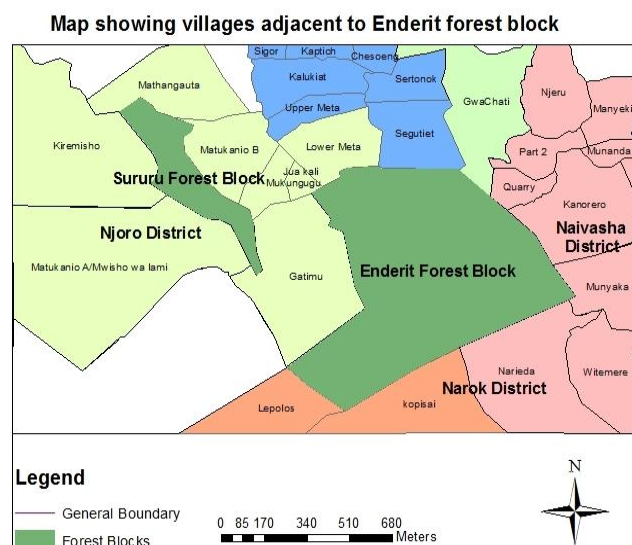 Map showing villages adjacent to Enderit forest block
Sigor
Kaptich
Chesoeng
Mathangauta
Kalukiat
Sertonok
GwaChati
Njeru
Manyeki
Upper Meta
Kiremisho
Matukanio B
Lower Meta
Segutiet
Part 2
Munanda
Sururu Forest Block
Jua kali
Mukungugu
Quarry
Kanorero
Njoro District
Naivasha
District
Matukanio A/Mwisho wa lami
Gatimu
Enderit Forest Block
Munyaka
Narieda
Witemere
Narok District
Lepolos
kopisai
Legend
N
General Boundary
Forest Blocks
0 85 170 340 510 680
Meters